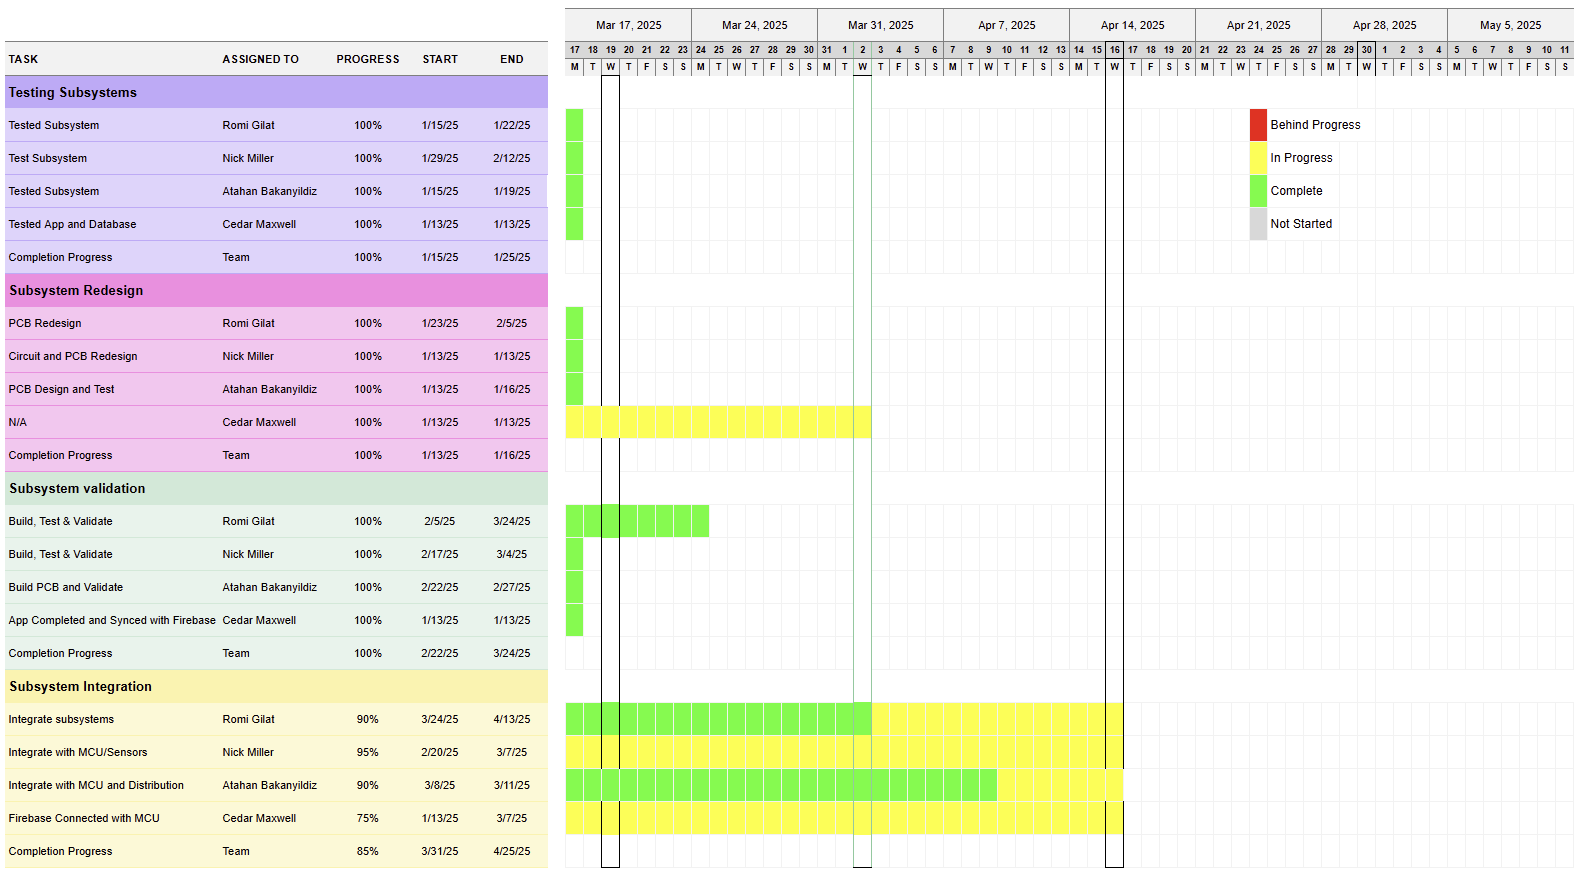 Mar 17, 2025 Mar 24, 2025 Mar 31, 2025 Apr 7, 2025 Apr 14, 2025 Apr 21, 2025 Apr 28, 2025 May 5, 2025
17 18 19 20 21 22 23 24 25 26 27 28 29 30 31 1 2 3 4 5 6 7 8 9 10 11 12 13 14 15 16 17 18 19 20 21 22 23 24 25 26 27 28 29 30 1 2 3 4 5 6 7 8 9 10 11
TASK ASSIGNED TO PROGRESS START END M T W T F S S M T W T F S S M T W T F S S M T W T F S S M T W T F S S M T W T F S S M T W T F S S M T W T F S S
Testing Subsystems
Tested Subsystem Romi Gilat 100% 1/15/25 1/22/25 Behind Progress
Test Subsystem Nick Miller 100% 1/29/25 2/12/25 In Progress
Tested Subsystem Atahan Bakanyildiz 100% 1/15/25 1/19/25 Complete
Tested App and Database Cedar Maxwell 100% 1/13/25 1/13/25 Not Started
Completion Progress Team 100% 1/15/25 1/25/25
Subsystem Redesign
PCB Redesign Romi Gilat 100% 1/23/25 2/5/25
Circuit and PCB Redesign Nick Miller 100% 1/13/25 1/13/25
PCB Design and Test Atahan Bakanyildiz 100% 1/13/25 1/16/25
N/A Cedar Maxwell 100% 1/13/25 1/13/25
Completion Progress Team 100% 1/13/25 1/16/25
Subsystem validation
Build, Test & Validate Romi Gilat 100% 2/5/25 3/24/25
Build, Test & Validate Nick Miller 100% 2/17/25 3/4/25
Build PCB and Validate Atahan Bakanyildiz 100% 2/22/25 2/27/25
App Completed and Synced with Firebase Cedar Maxwell 100% 1/13/25 1/13/25
Completion Progress Team 100% 2/22/25 3/24/25
Subsystem Integration
Integrate subsystems Romi Gilat 90% 3/24/25 4/13/25
Integrate with MCU/Sensors Nick Miller 95% 2/20/25 3/7/25
Integrate with MCU and Distribution Atahan Bakanyildiz 90% 3/8/25 3/11/25
Firebase Connected with MCU Cedar Maxwell 75% 1/13/25 3/7/25
Completion Progress Team 85% 3/31/25 4/25/25